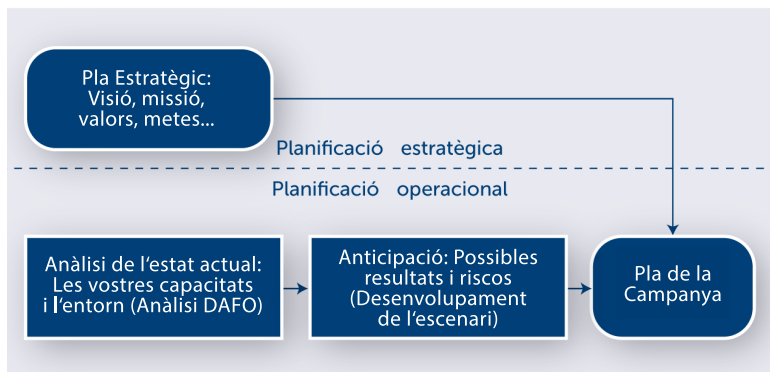 Pla Estratègic:
Visió, missió,
valors, metes...
Planificació estratègica
Planificació operacional
Anàlisi de l'estat actual:
Les vostres capacitats
i l'entorn (Anàlisi DAFO)
Anticipació: Possibles
resultats i riscos
(Desenvolupament
de l'escenari)
Pla de la
Campanya